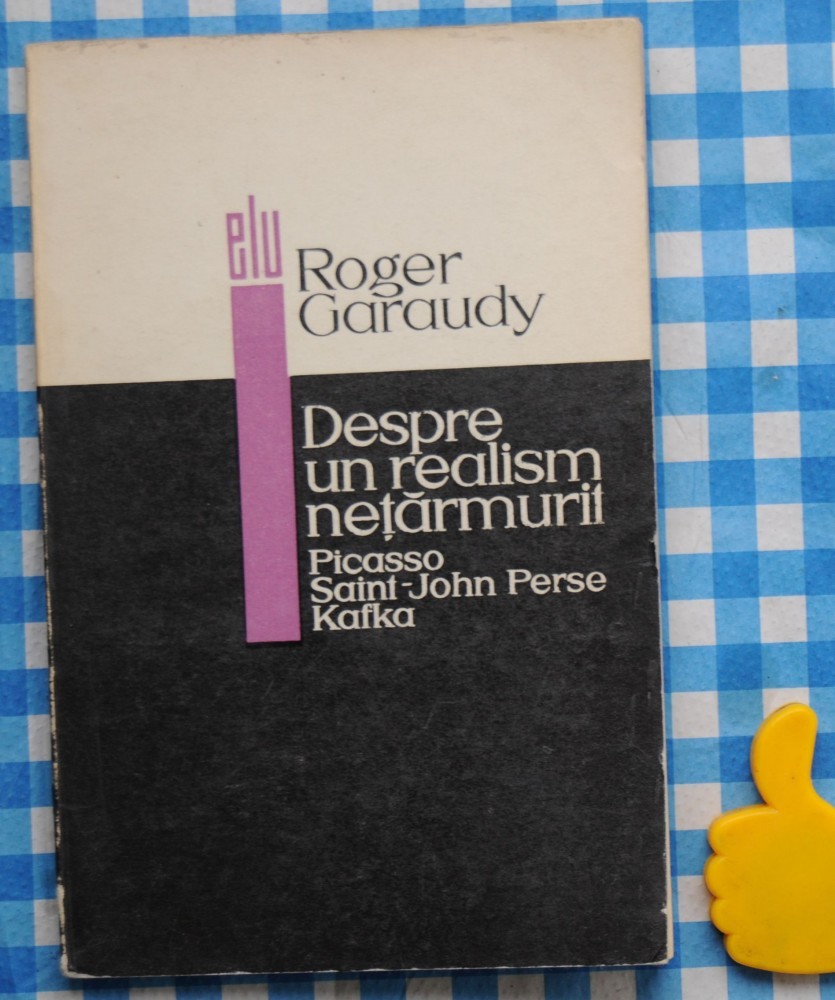 elu
Roger
Garaudy
Despre
un realism
nețărmurit
Picasso
Saint-John Perse
Kafka